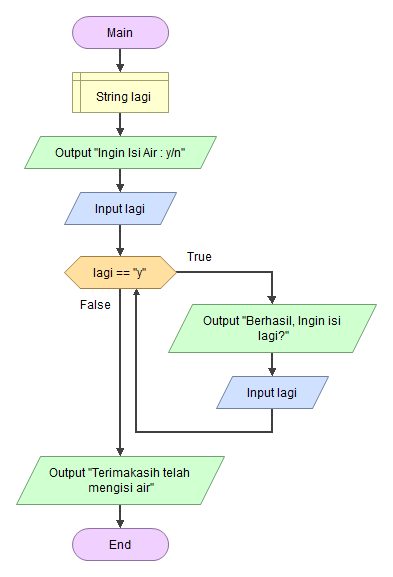 Main
String lagi
Output "Ingin Isi Air : y/n"
Input lagi
lagi == "y"
True
False
Output "Berhasil, Ingin isi
lagi?"
Input lagi
Output "Terimakasih telah
mengisi air"
End